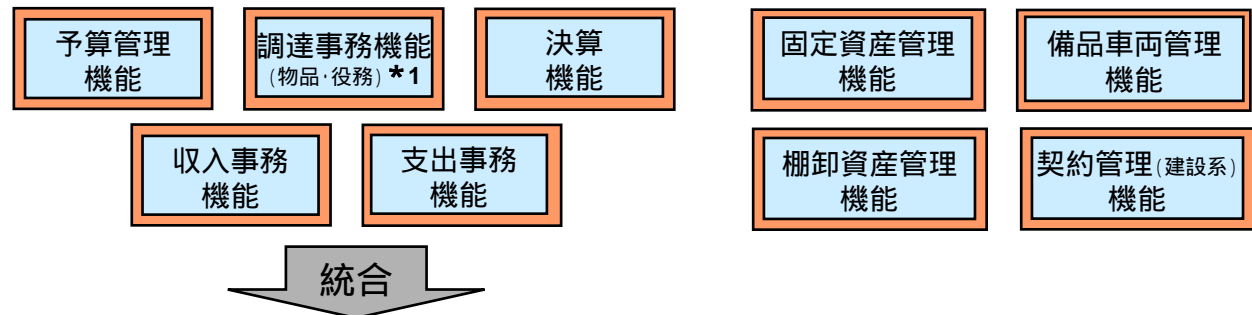 予算管理
機能
調達事務機能
(物品･役務) *1
決算
機能
固定資産管理
機能
備品車両管理
機能
収入事務
機能
支出事務
機能
棚卸資産管理
機能
契約管理(建設系)
機能
統合